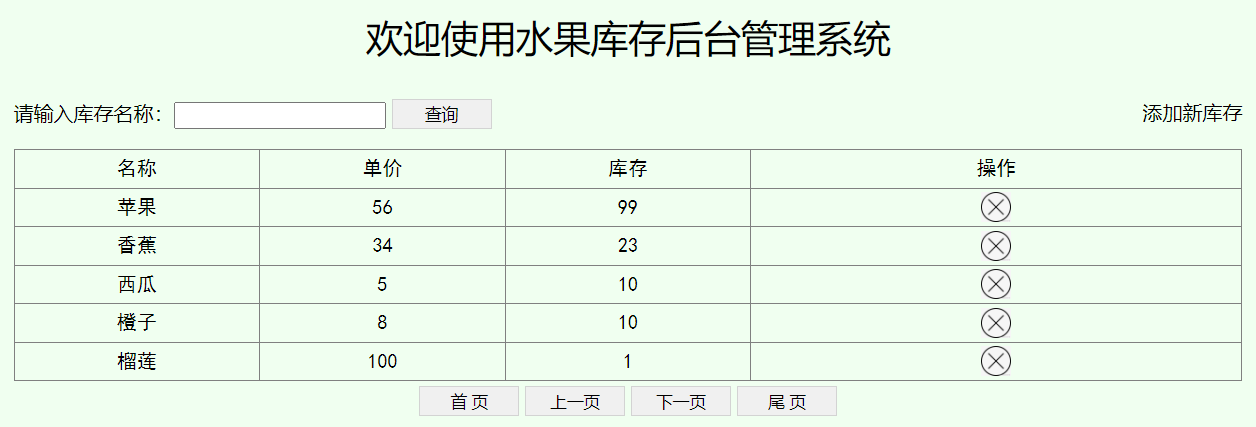 欢迎使用水果库存后台管理系统
请输入库存名称： 查询 添加新库存
名称 单价 库存 操作
苹果 56 99
香蕉 34 23
西瓜 5 10
橙子 8 10
榴莲 100 1
首 页 上一页 下一页 尾 页